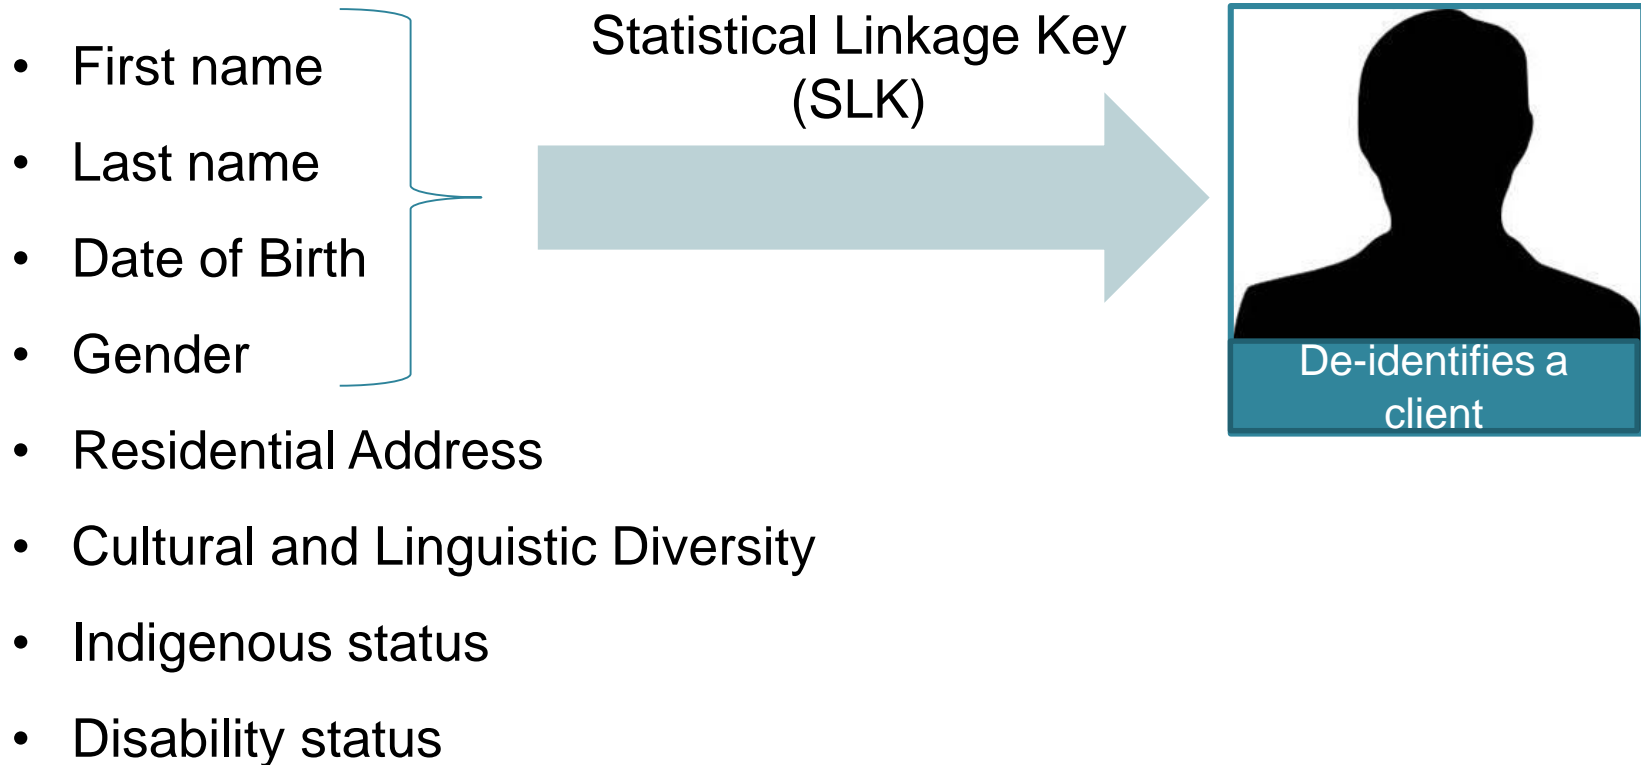 Statistical Linkage Key
(SLK)
• First name
• Last name
• Date of Birth
• Gender
• Residential Address
• Cultural and Linguistic Diversity
• Indigenous status
• Disability status
De-identifies a
client